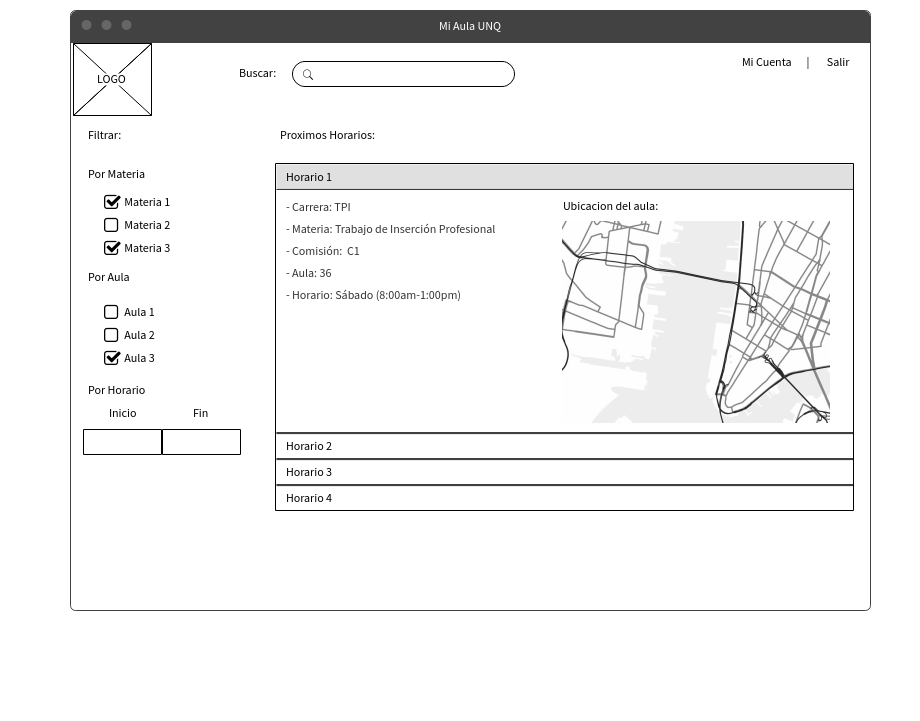 Mi Aula UNQ
LOGO
Buscar:
Mi Cuenta | Salir
Filtrar:
Por Materia
Materia 1
Materia 2
Materia 3
Por Aula
Aula 1
Aula 2
Aula 3
Por Horario
Inicio Fin
Proximos Horarios:
Horario 1
- Carrera: TPI
- Materia: Trabajo de Inserción Profesional
- Comisión: C1
- Aula: 36
- Horario: Sábado (8:00am-1:00pm)
Ubicacion del aula:
Horario 2
Horario 3
Horario 4